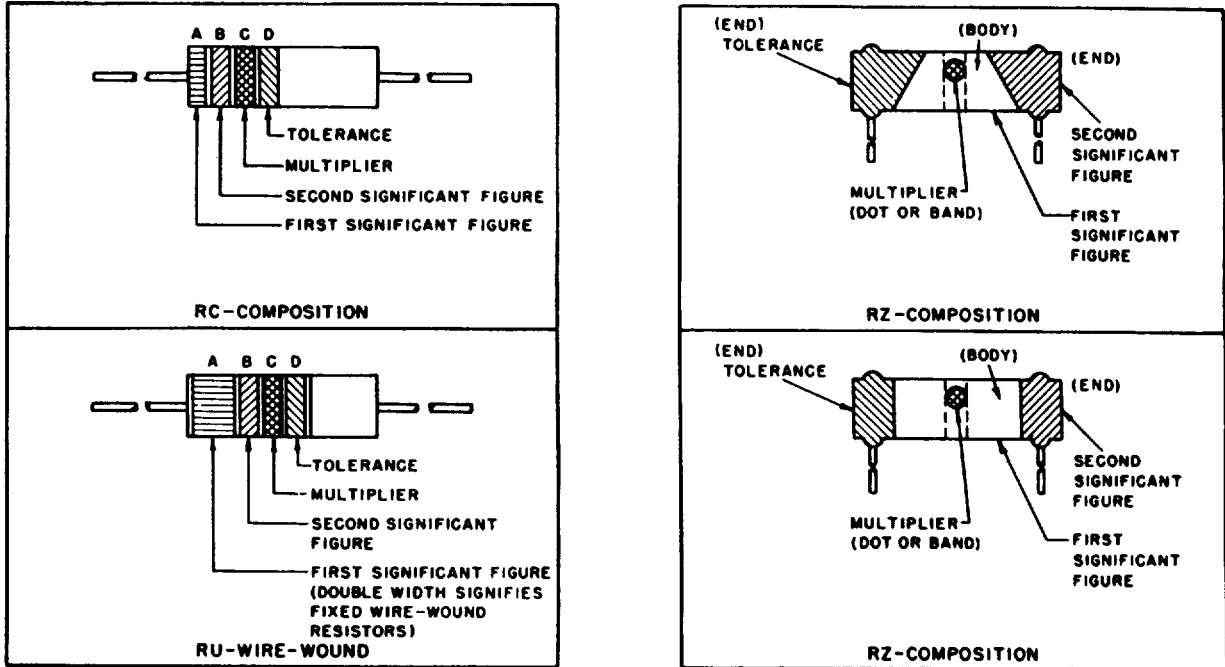 A B C D
TOLERANCE
MULTIPLIER
SECOND SIGNIFICANT FIGURE
FIRST SIGNIFICANT FIGURE
RC-COMPOSITION
(END)
TOLERANCE
(BODY)
(END)
SECOND
SIGNIFICANT
FIGURE
MULTIPLIER
(DOT OR BAND)
FIRST
SIGNIFICANT
FIGURE
RZ-COMPOSITION
A B C D
TOLERANCE
MULTIPLIER
SECOND SIGNIFICANT
FIGURE
FIRST SIGNIFICANT FIGURE
(DOUBLE WIDTH SIGNIFIES
FIXED WIRE-WOUND
RESISTORS)
RU-WIRE-WOUND
(END)
TOLERANCE
(BODY)
(END)
SECOND
SIGNIFICANT
FIGURE
MULTIPLIER
(DOT OR BAND)
FIRST
SIGNIFICANT
FIGURE
RZ-COMPOSITION